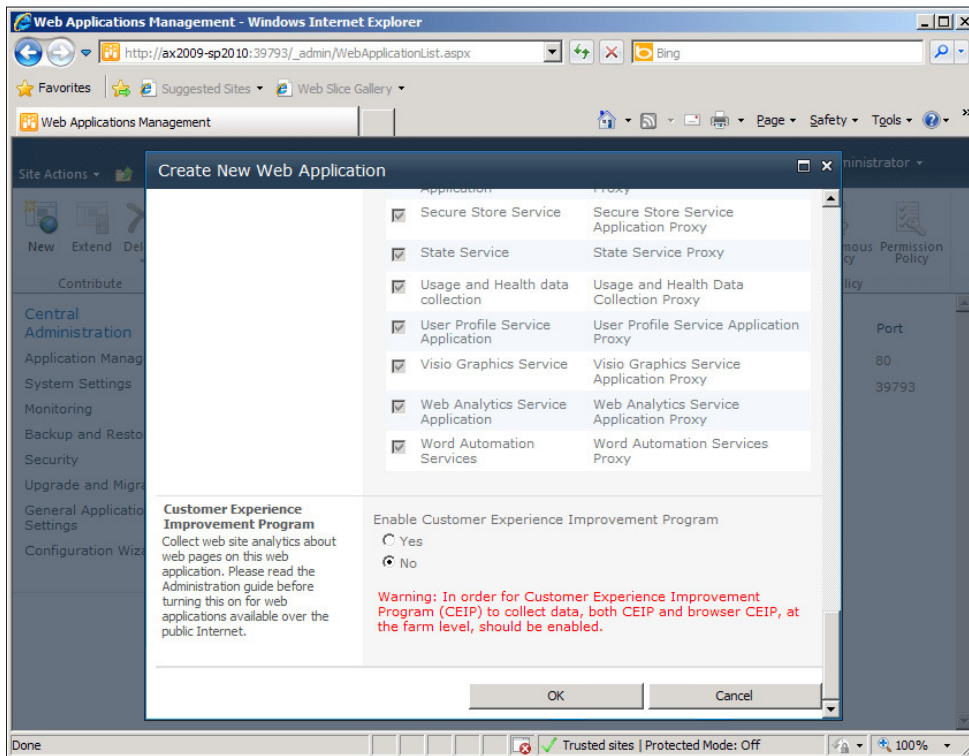 Web Applications Management - Windows Internet Explorer
http://ax2009-sp2010:39793/_admin/WebApplicationList.aspx
Bing
Favorites
Suggested Sites
Web Slice Gallery
Web Applications Management
Page
Safety
Tools
»
Site Actions
Create New Web Application
ministrator
New
Extend
Del
mous
cy
Permission
Policy
Contribute
licy
Application
Proxy
Secure Store Service
Secure Store Service
Application Proxy
State Service
State Service Proxy
Usage and Health data
collection
Usage and Health Data
Collection Proxy
User Profile Service
Application
User Profile Service Application
Proxy
Visio Graphics Service
Visio Graphics Service
Application Proxy
Web Analytics Service
Application
Web Analytics Service
Application Proxy
Word Automation
Services
Word Automation Services
Proxy
Central
Administration
Application Manag
System Settings
Monitoring
Backup and Resto
Security
Upgrade and Migra
General Applicatio
Settings
Configuration Wiza
Port
80
39793
Customer Experience
Improvement Program
Collect web site analytics about
web pages on this web
application. Please read the
Administration guide before
turning this on for web
applications available over the
public Internet.
Enable Customer Experience Improvement Program
Yes
No
Warning: In order for Customer Experience Improvement
Program (CEIP) to collect data, both CEIP and browser CEIP, at
the farm level, should be enabled.
OK
Cancel
Done
Trusted sites | Protected Mode: Off
100%